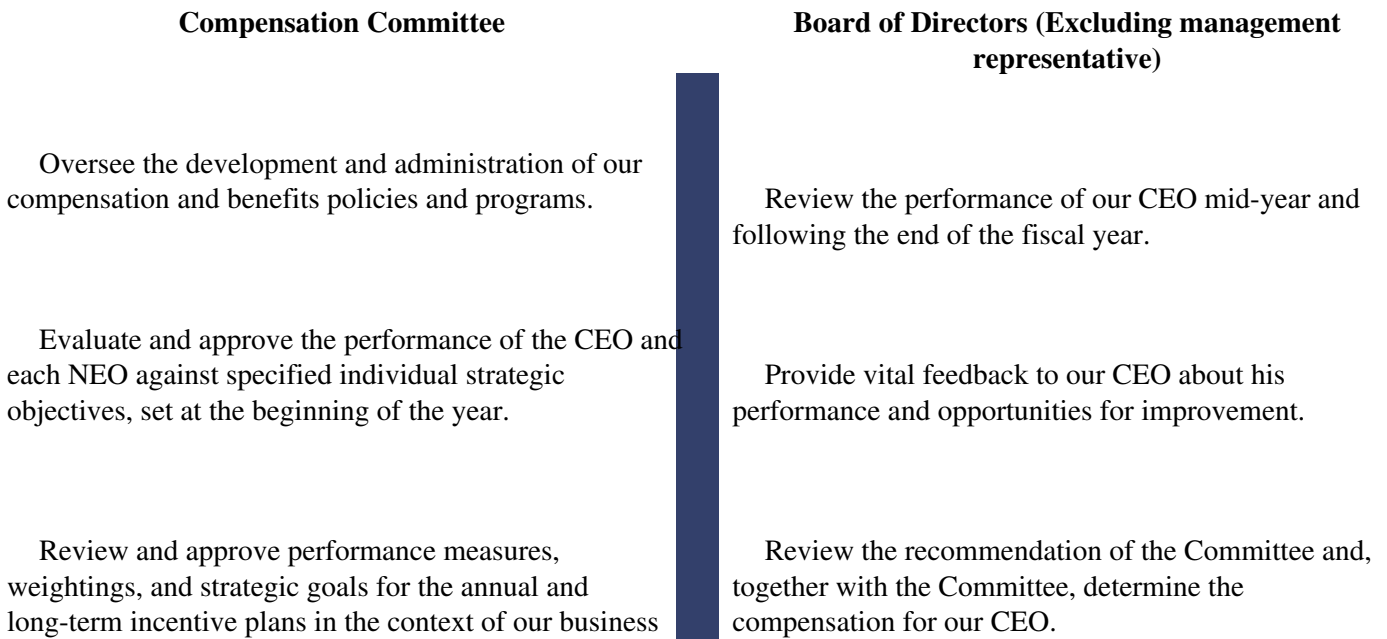 Compensation Committee
Oversee the development and administration of our
compensation and benefits policies and programs.
Evaluate and approve the performance of the CEO and
each NEO against specified individual strategic
objectives, set at the beginning of the year.
Review and approve performance measures,
weightings, and strategic goals for the annual and
long-term incentive plans in the context of our business
Board of Directors (Excluding management
representative)
Review the performance of our CEO mid-year and
following the end of the fiscal year.
Provide vital feedback to our CEO about his
performance and opportunities for improvement.
Review the recommendation of the Committee and,
together with the Committee, determine the
compensation for our CEO.